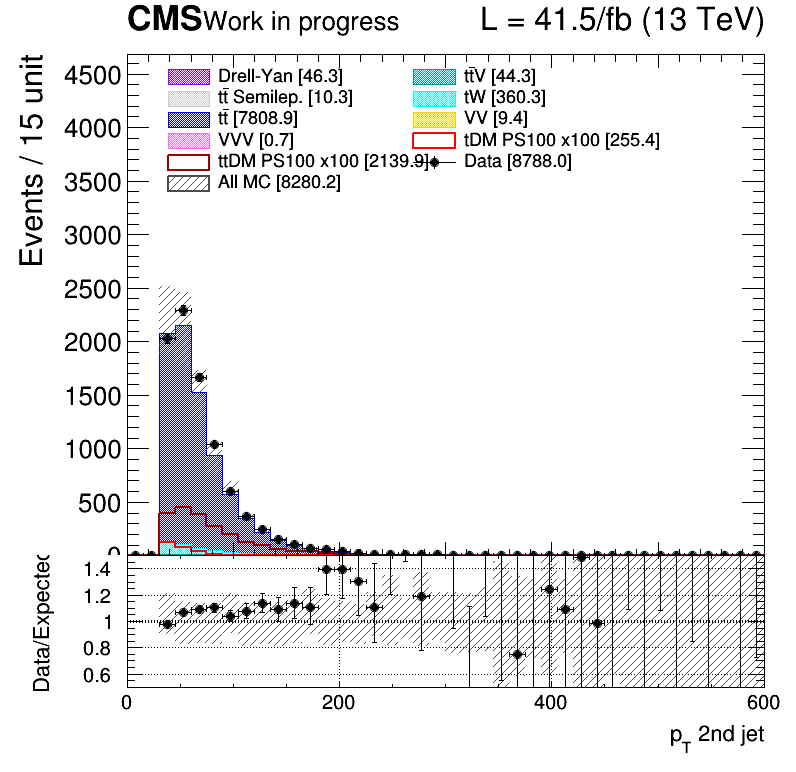 CMS Work in progress L = 41.5/fb (13 TeV)
Events / 15 unit
4500
4000
3500
3000
2500
2000
1500
1000
500
0
Drell-Yan [46.3]
tt̄V [44.3]
tt̄ Semilep. [10.3]
tW [360.3]
tt̄ [7808.9]
VV [9.4]
VVV [0.7]
tDM PS100 x100 [255.4]
ttDM PS100 x100 [2139.9]
Data [8788.0]
All MC [8280.2]
Data/Expected
1.4
1.2
1
0.8
0.6
0 200 400 600
p_T 2nd jet